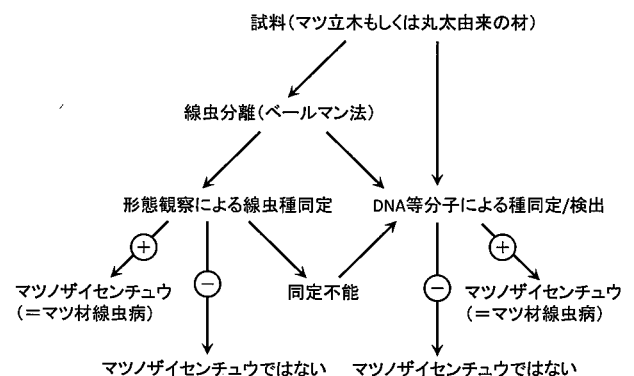 試料(マツ立木もしくは丸太由来の材)
線虫分離(ベールマン法)
形態観察による線虫種同定
DNA等分子による種同定/検出
+
+
−
−
マツノザイセンチュウ
(=マツ材線虫病)
同定不能
マツノザイセンチュウ
(=マツ材線虫病)
マツノザイセンチュウではない
マツノザイセンチュウではない